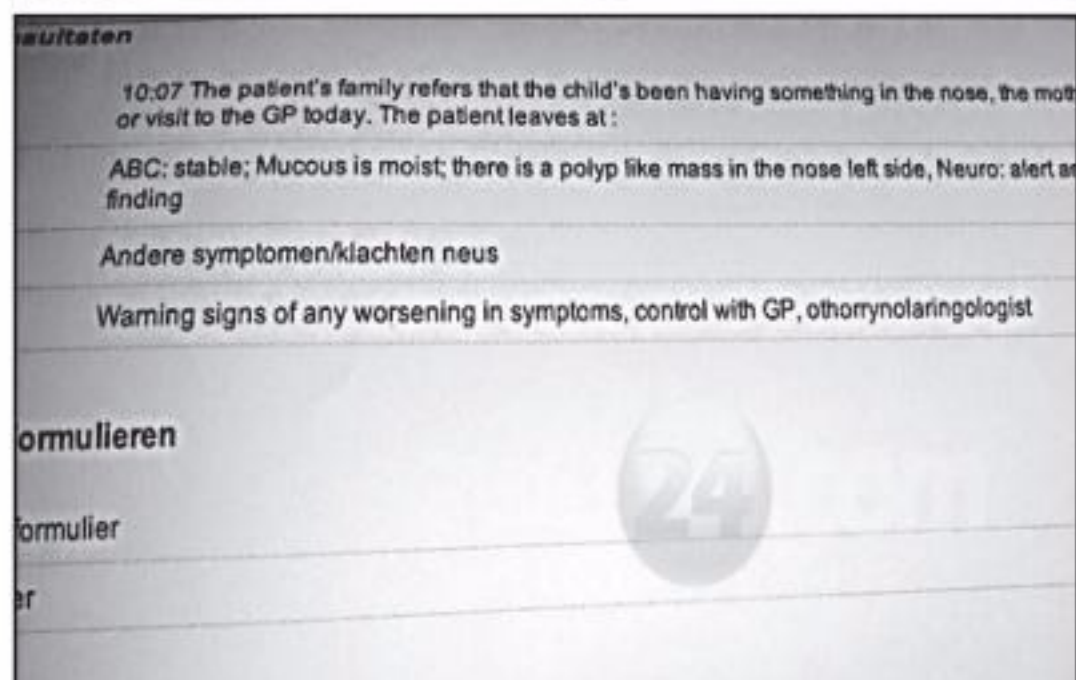 10:07 The patient's family refers that the child's been having something in the nose, the
or visit to the GP today. The patient leaves at :
ABC: stable; Mucous is moist; there is a polyp like mass in the nose left side, Neuro: alert
finding
Andere symptomen/klachten neus
Warning signs of any worsening in symptoms, control with GP, othorrynolaringologist
ormulieren
formulier
er
24